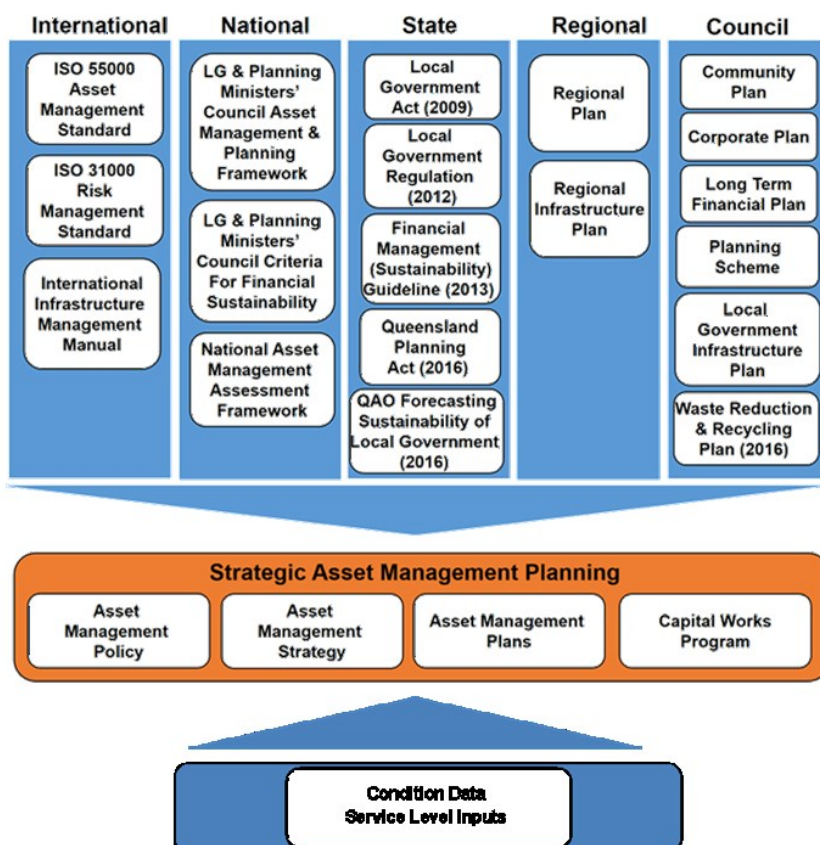 International
National
State
Regional
Council
ISO 55000
Asset
Management
Standard
ISO 31000
Risk
Management
Standard
International
Infrastructure
Management
Manual
LG & Planning
Ministers'
Council Asset
Management &
Planning
Framework
LG & Planning
Ministers'
Council Criteria
For Financial
Sustainability
National Asset
Management
Assessment
Framework
Local
Government
Act (2009)
Local
Government
Regulation
(2012)
Financial
Management
(Sustainability)
Guideline (2013)
Queensland
Planning
Act (2016)
QAO Forecasting
Sustainability of
Local Government
(2016)
Regional
Plan
Regional
Infrastructure
Plan
Community
Plan
Corporate Plan
Long Term
Financial Plan
Planning
Scheme
Local
Government
Infrastructure
Plan
Waste Reduction
& Recycling
Plan (2016)
Strategic Asset Management Planning
Asset
Management
Policy
Asset
Management
Strategy
Asset Management
Plans
Capital Works
Program
Condition Data
Service Level Inputs